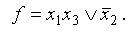 f = x₁x₃ ∨ x̄₂ .